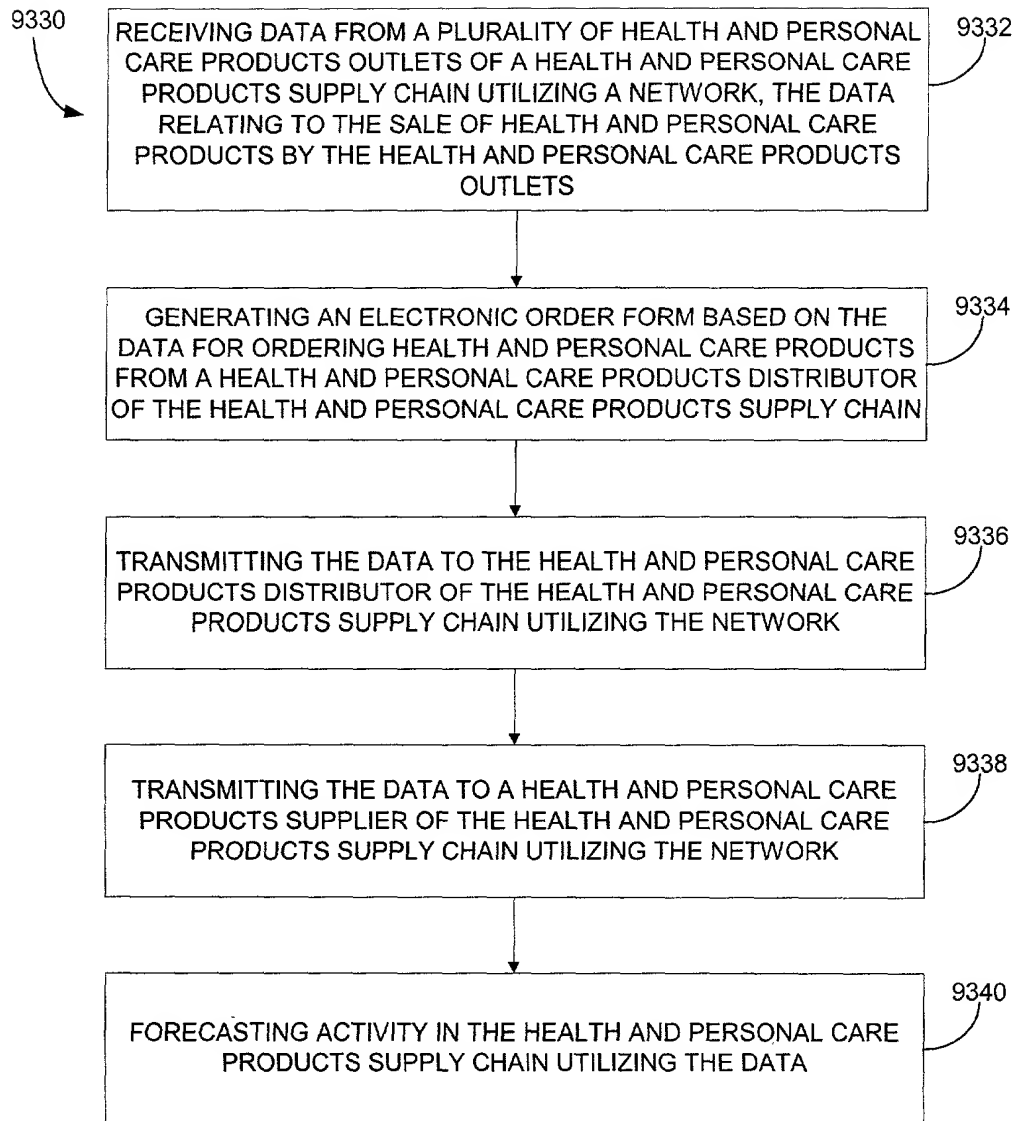 9330
RECEIVING DATA FROM A PLURALITY OF HEALTH AND PERSONAL
CARE PRODUCTS OUTLETS OF A HEALTH AND PERSONAL CARE
PRODUCTS SUPPLY CHAIN UTILIZING A NETWORK, THE DATA
RELATING TO THE SALE OF HEALTH AND PERSONAL CARE
PRODUCTS BY THE HEALTH AND PERSONAL CARE PRODUCTS
OUTLETS
9332
GENERATING AN ELECTRONIC ORDER FORM BASED ON THE
DATA FOR ORDERING HEALTH AND PERSONAL CARE PRODUCTS
FROM A HEALTH AND PERSONAL CARE PRODUCTS DISTRIBUTOR
OF THE HEALTH AND PERSONAL CARE PRODUCTS SUPPLY CHAIN
9334
TRANSMITTING THE DATA TO THE HEALTH AND PERSONAL CARE
PRODUCTS DISTRIBUTOR OF THE HEALTH AND PERSONAL CARE
PRODUCTS SUPPLY CHAIN UTILIZING THE NETWORK
9336
TRANSMITTING THE DATA TO A HEALTH AND PERSONAL CARE
PRODUCTS SUPPLIER OF THE HEALTH AND PERSONAL CARE
PRODUCTS SUPPLY CHAIN UTILIZING THE NETWORK
9338
FORECASTING ACTIVITY IN THE HEALTH AND PERSONAL CARE
PRODUCTS SUPPLY CHAIN UTILIZING THE DATA
9340